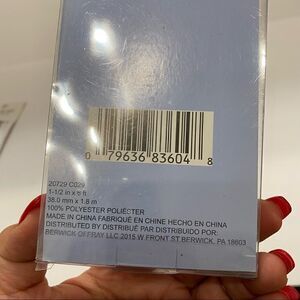 0 79636 83604 8
20729 C029
1-1/2 in x 6 ft
38.0 mm x 1.8 m
100% POLYESTER POLIÉSTER
MADE IN CHINA FABRIQUÉ EN CHINE HECHO EN CHINA
DISTRIBUTED BY DISTRIBUÉ PAR DISTRIBUIDO POR:
BERWICK OFFRAY LLC 2015 W FRONT ST BERWICK, PA 18603